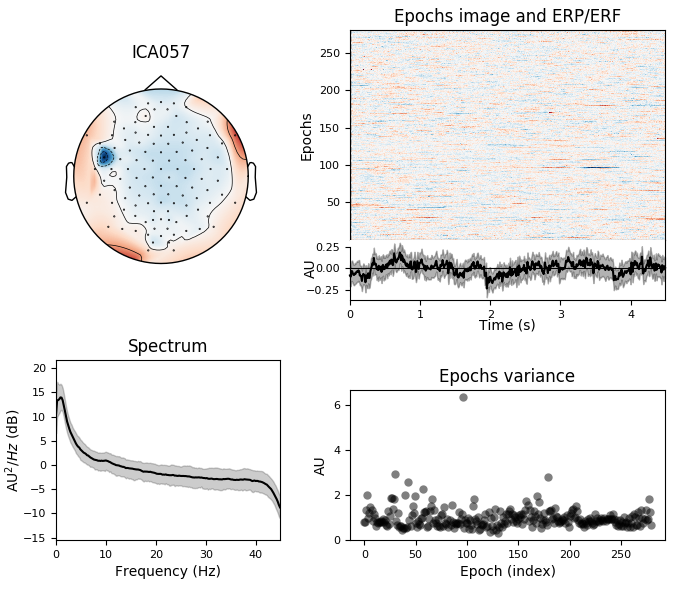 ICA057
Epochs image and ERP/ERF
Epochs
250
200
150
100
50
0.25
0.00
−0.25
AU
0 1 2 3 4
Time (s)
Spectrum
AU²/Hz (dB)
20
15
10
5
0
−5
−10
−15
0 10 20 30 40
Frequency (Hz)
Epochs variance
AU
6
4
2
0
0 50 100 150 200 250
Epoch (index)